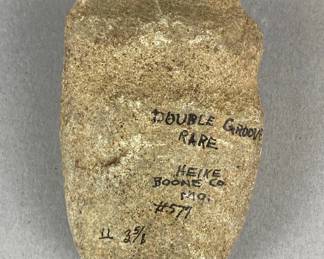 DOUBLE GROOVE
RARE
HEIKE
BOONE CO
MO.
#577